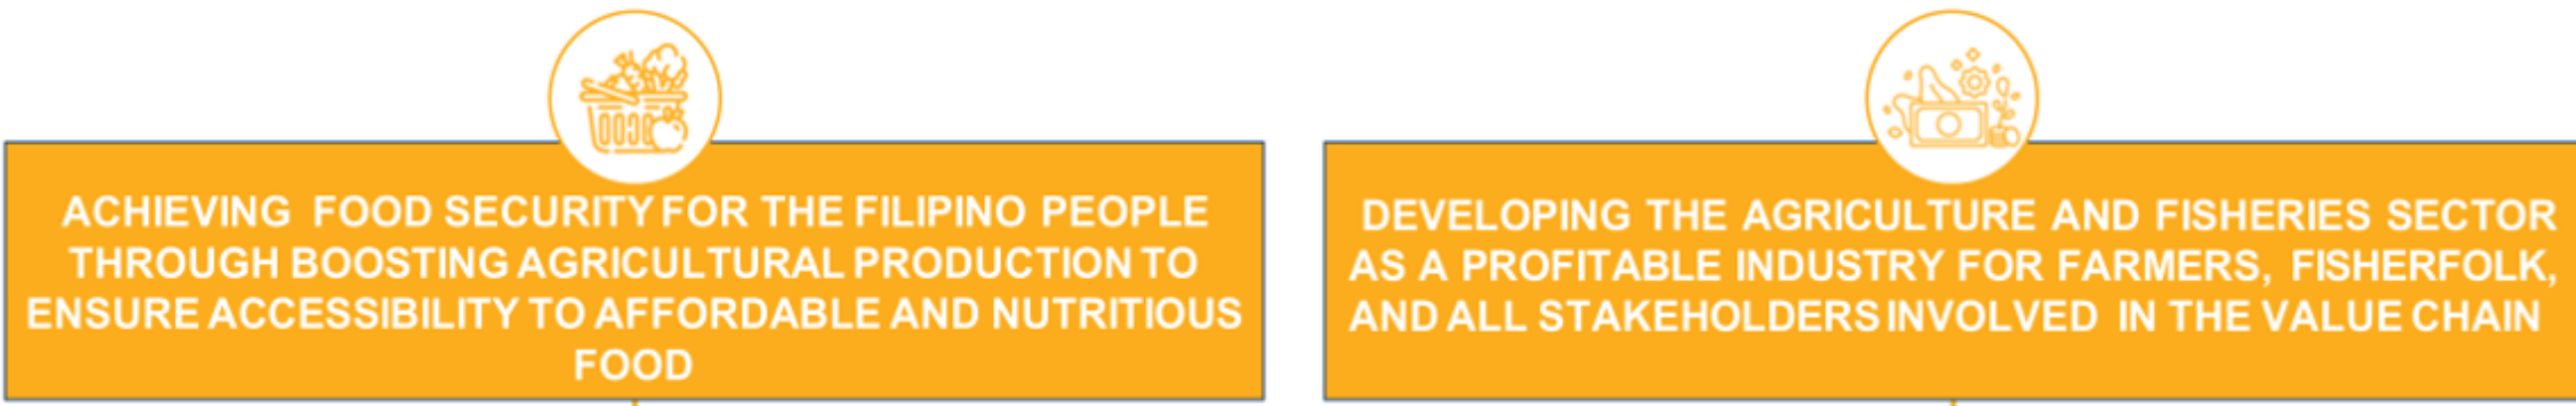 ACHIEVING FOOD SECURITY FOR THE FILIPINO PEOPLE
THROUGH BOOSTING AGRICULTURAL PRODUCTION TO
ENSURE ACCESSIBILITY TO AFFORDABLE AND NUTRITIOUS
FOOD
DEVELOPING THE AGRICULTURE AND FISHERIES SECTOR
AS A PROFITABLE INDUSTRY FOR FARMERS, FISHERFOLK,
AND ALL STAKEHOLDERS INVOLVED IN THE VALUE CHAIN